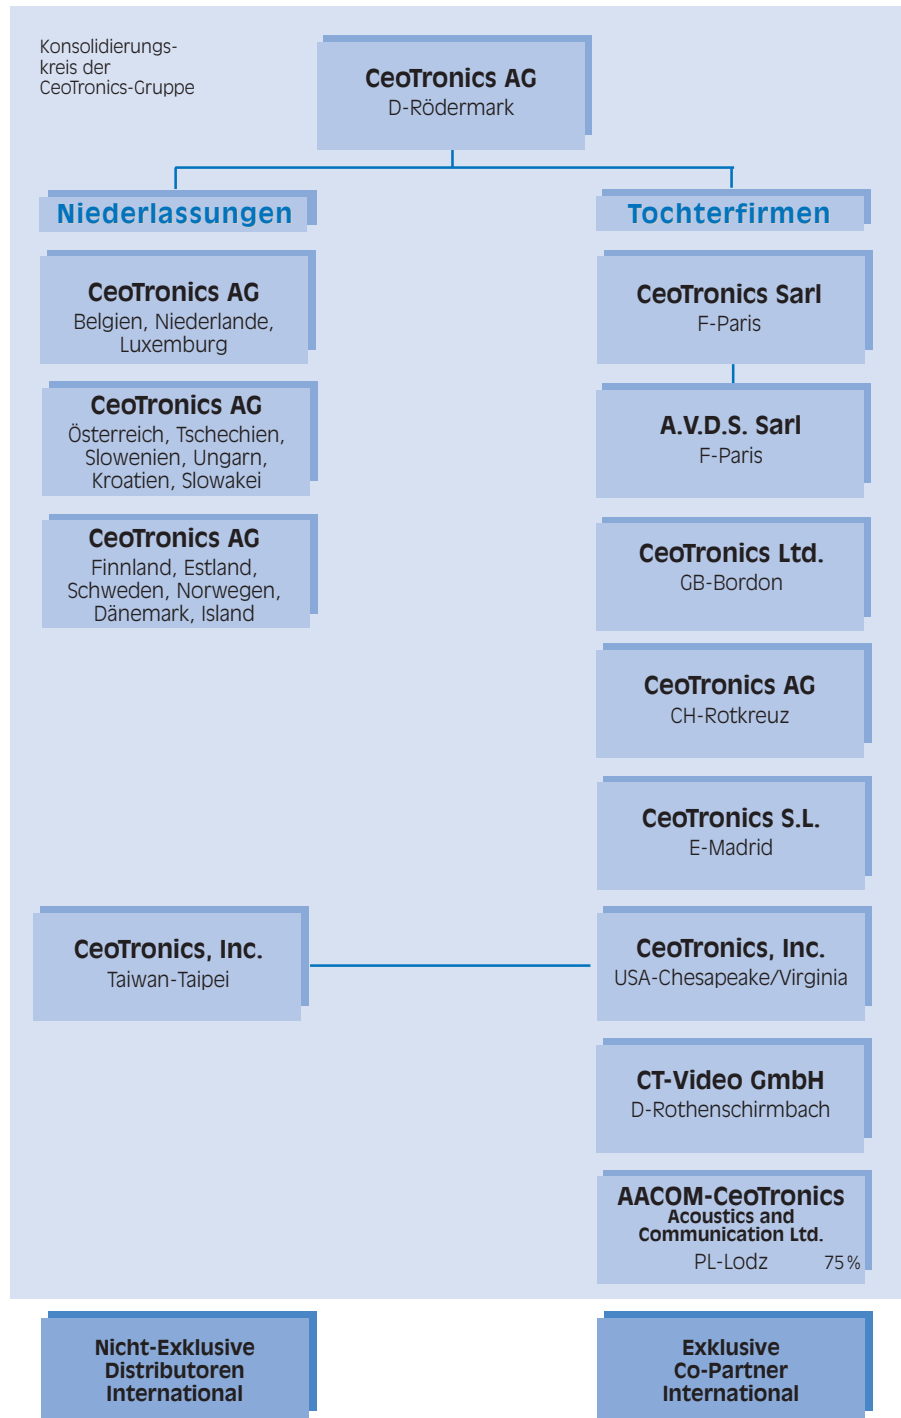 Konsolidierungs-
kreis der
CeoTronics-Gruppe
CeoTronics AG
D-Rödermark
Niederlassungen
CeoTronics AG
Belgien, Niederlande,
Luxemburg
CeoTronics AG
Österreich, Tschechien,
Slowenien, Ungarn,
Kroatien, Slowakei
CeoTronics AG
Finnland, Estland,
Schweden, Norwegen,
Dänemark, Island
CeoTronics, Inc.
Taiwan-Taipei
Tochterfirmen
CeoTronics Sarl
F-Paris
A.V.D.S. Sarl
F-Paris
CeoTronics Ltd.
GB-Bordon
CeoTronics AG
CH-Rotkreuz
CeoTronics S.L.
E-Madrid
CeoTronics, Inc.
USA-Chesapeake/Virginia
CT-Video GmbH
D-Rothenschirmbach
AACOM-CeoTronics
Acoustics and
Communication Ltd.
PL-Lodz 75%
Nicht-Exklusive
Distributoren
International
Exklusive
Co-Partner
International